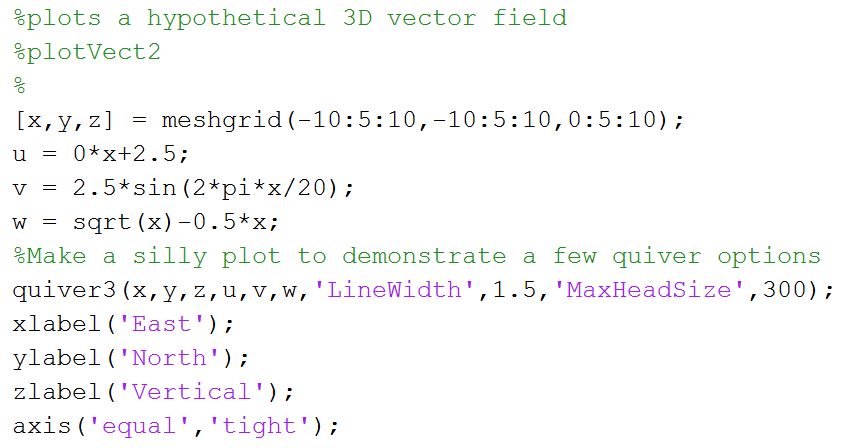 %plots a hypothetical 3D vector field
%plotVect2
%
[x,y,z] = meshgrid(-10:5:10,-10:5:10,0:5:10);
u = 0*x+2.5;
v = 2.5*sin(2*pi*x/20);
w = sqrt(x)-0.5*x;
%Make a silly plot to demonstrate a few quiver options
quiver3(x,y,z,u,v,w,'LineWidth',1.5,'MaxHeadSize',300);
xlabel('East');
ylabel('North');
zlabel('Vertical');
axis('equal','tight');